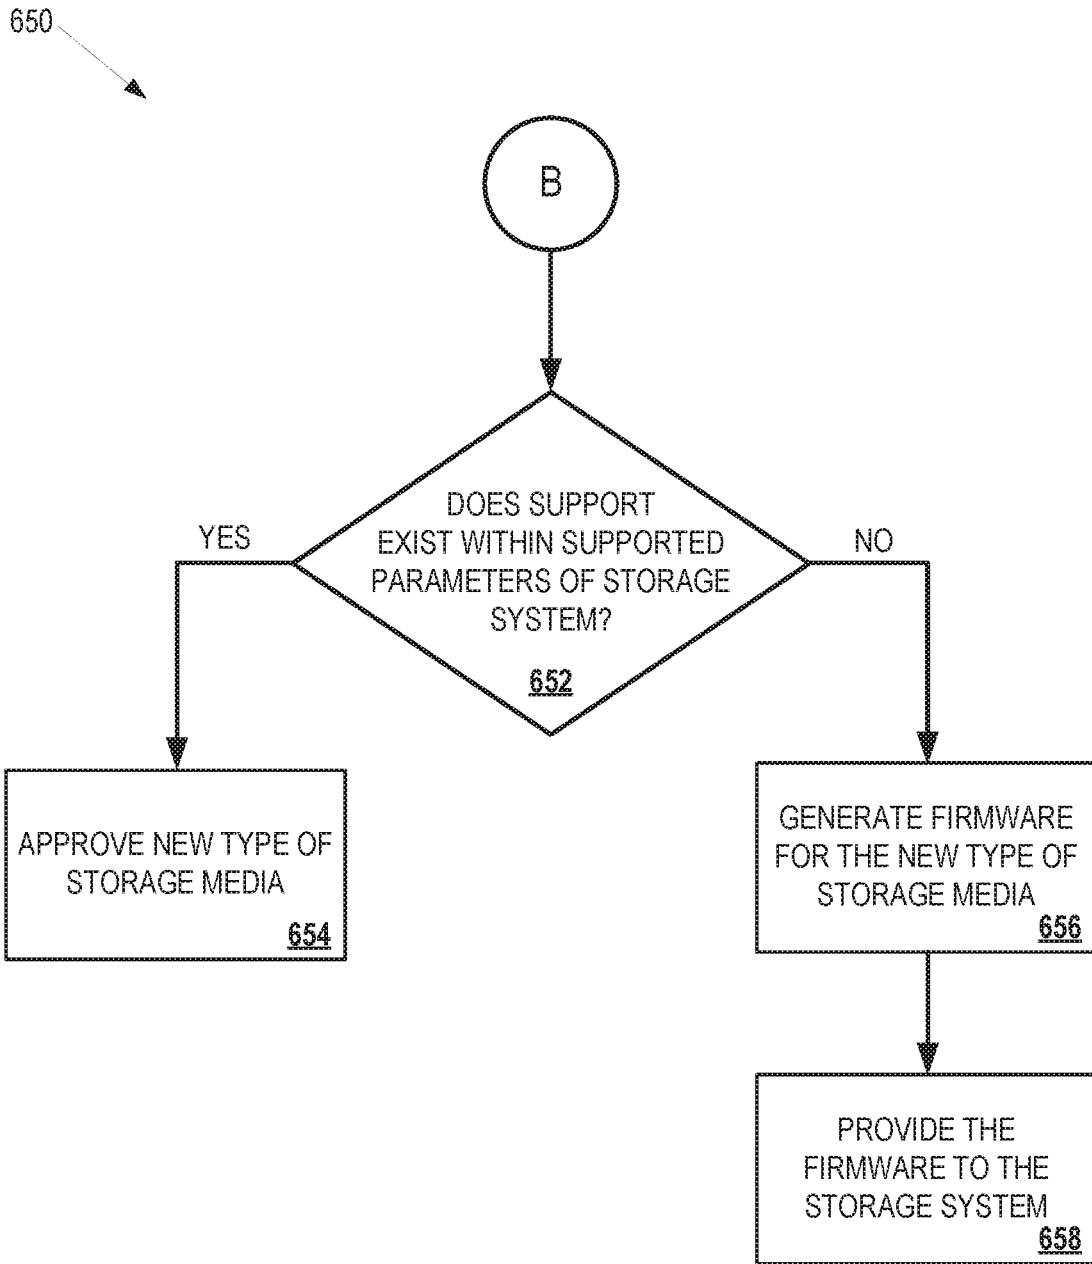 650
B
DOES SUPPORT
EXIST WITHIN SUPPORTED
PARAMETERS OF STORAGE
SYSTEM?
652
YES
NO
APPROVE NEW TYPE OF
STORAGE MEDIA
654
GENERATE FIRMWARE
FOR THE NEW TYPE OF
STORAGE MEDIA
656
PROVIDE THE
FIRMWARE TO THE
STORAGE SYSTEM
658